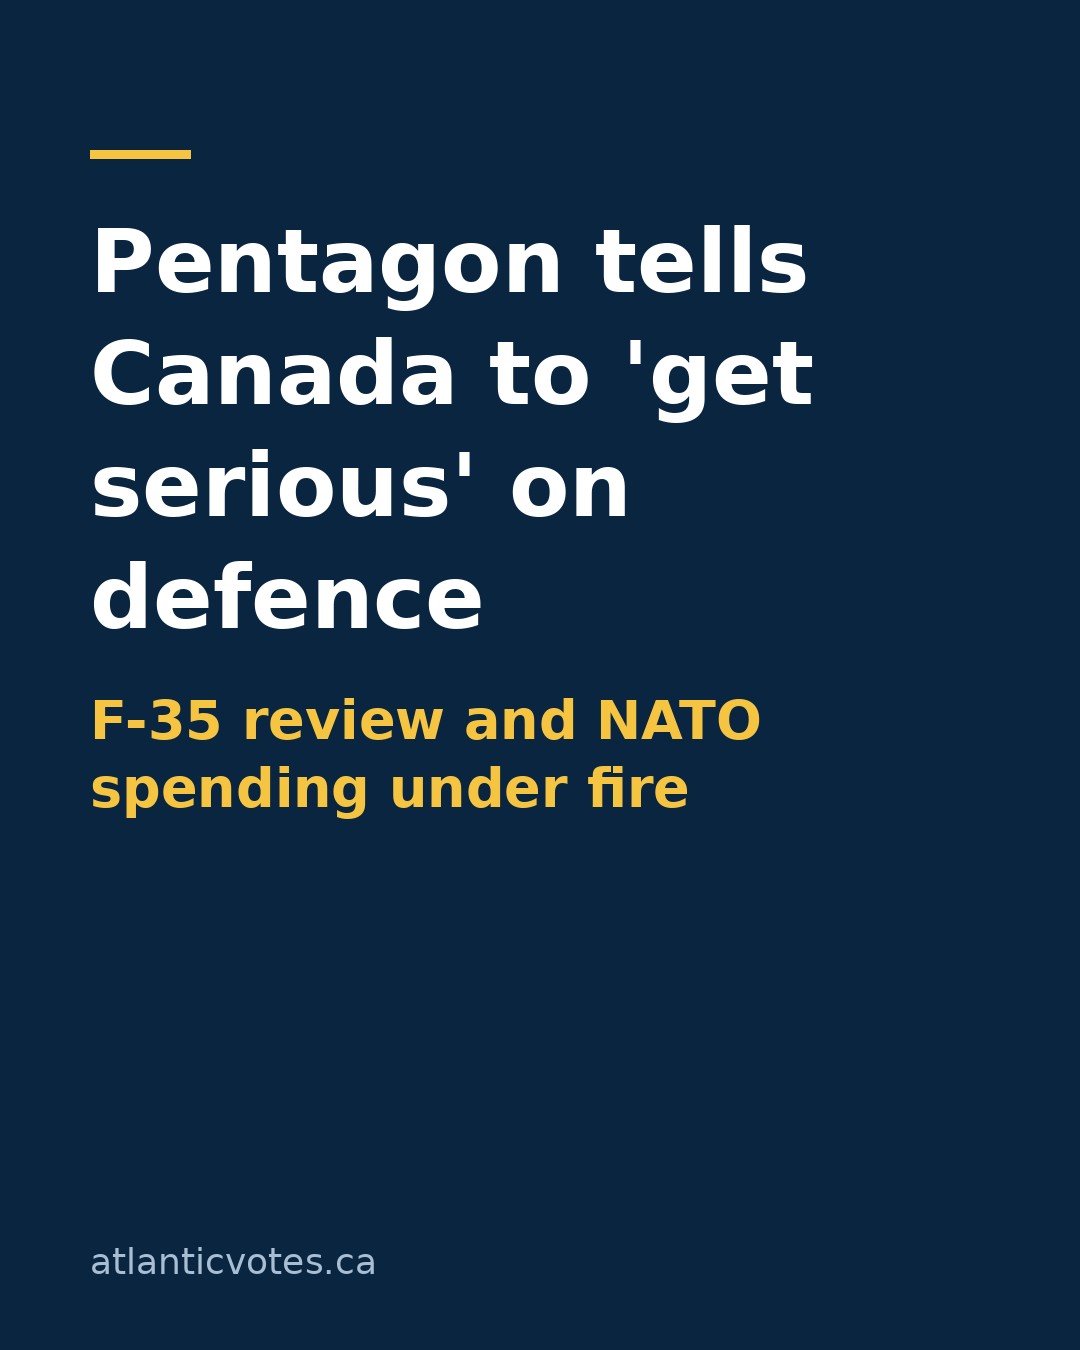 Pentagon tells
Canada to 'get
serious' on
defence
F-35 review and NATO
spending under fire
atlanticvotes.ca